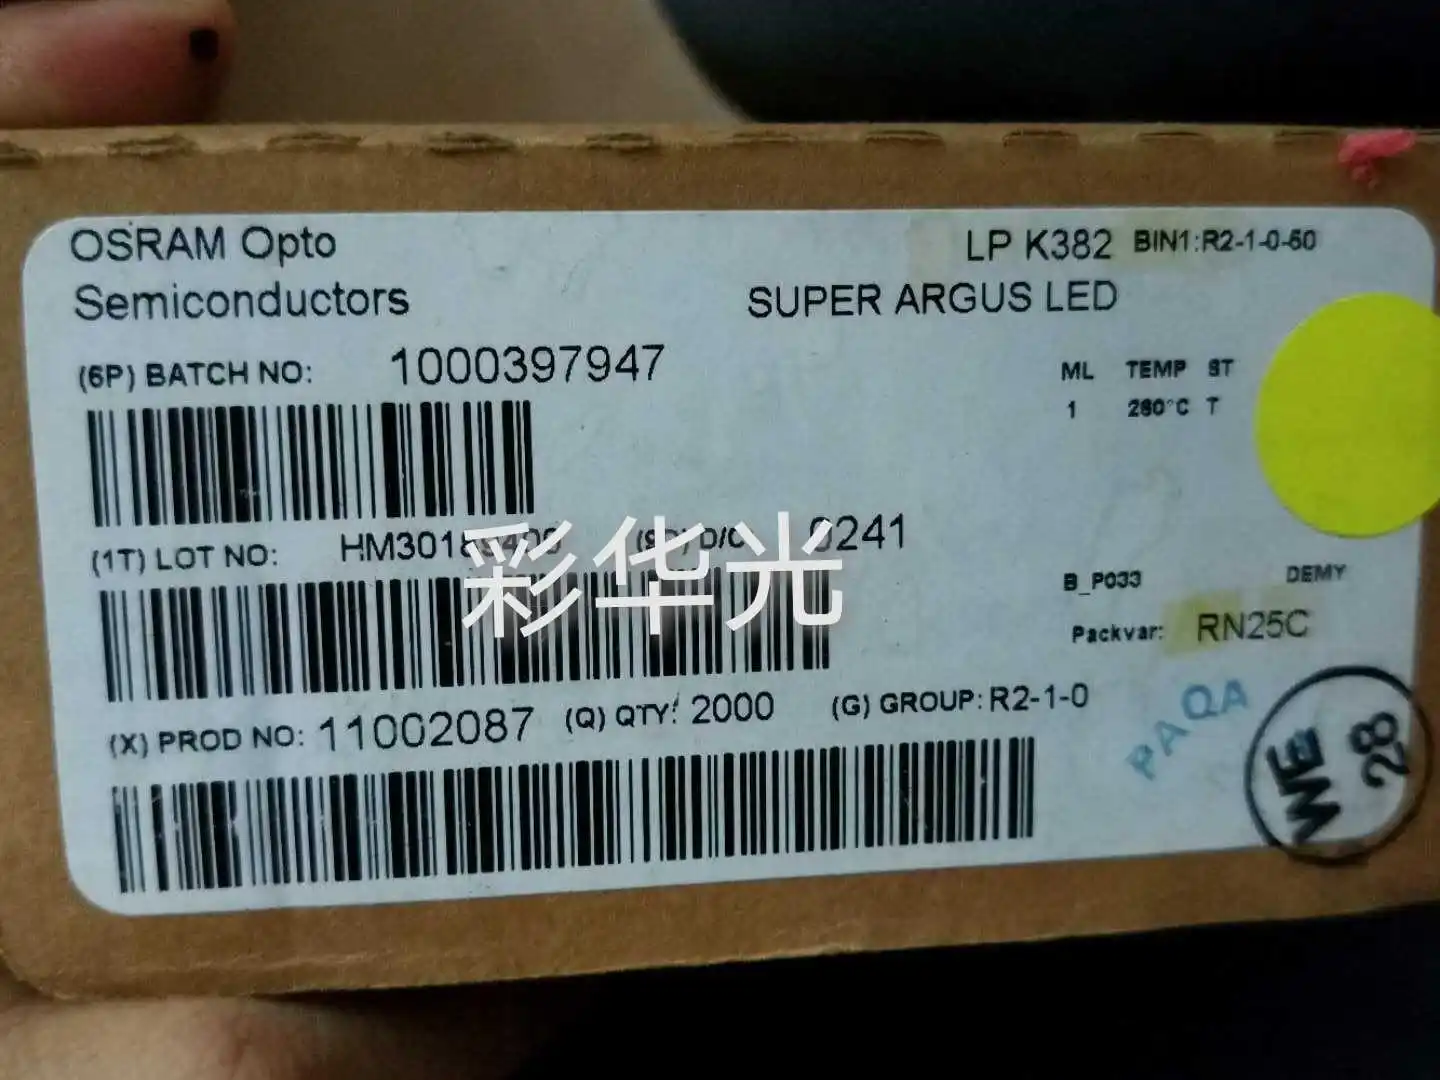 OSRAM Opto
Semiconductors
LP K382 BIN1:R2-1-0-50
SUPER ARGUS LED
(6P) BATCH NO: 1000397947
ML TEMP ST
1 260°C T
(1T) LOT NO: D/C 0241
彩华光
B_P033 DEMY
Packvar: RN25C
(X) PROD NO: 11002087 (Q) QTY: 2000 (G) GROUP: R2-1-0
PAQA
WE
28